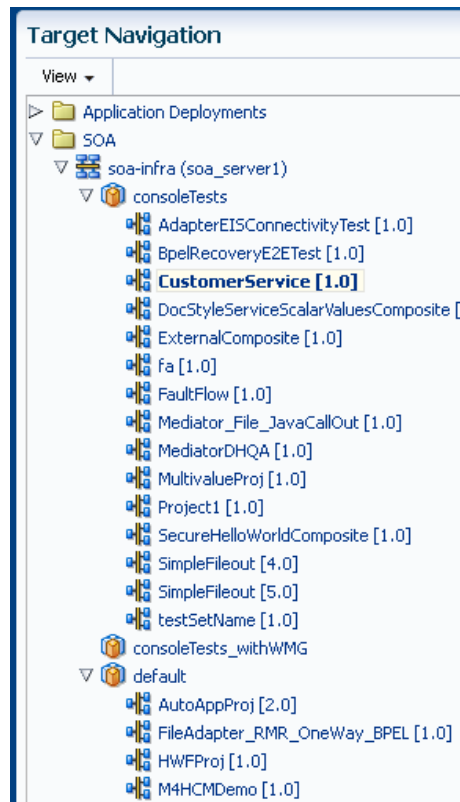 Target Navigation
View
Application Deployments
SOA
soa-infra (soa_server1)
consoleTests
AdapterEISConnectivityTest [1.0]
BpelRecoveryE2ETest [1.0]
CustomerService [1.0]
DocStyleServiceScalarValuesComposite [
ExternalComposite [1.0]
fa [1.0]
FaultFlow [1.0]
Mediator_File_JavaCallOut [1.0]
MediatorDHQA [1.0]
MultivalueProj [1.0]
Project1 [1.0]
SecureHelloWorldComposite [1.0]
SimpleFileout [4.0]
SimpleFileout [5.0]
testSetName [1.0]
consoleTests_withWMG
default
AutoAppProj [2.0]
FileAdapter_RMR_OneWay_BPEL [1.0]
HWFProj [1.0]
M4HCMDemo [1.0]